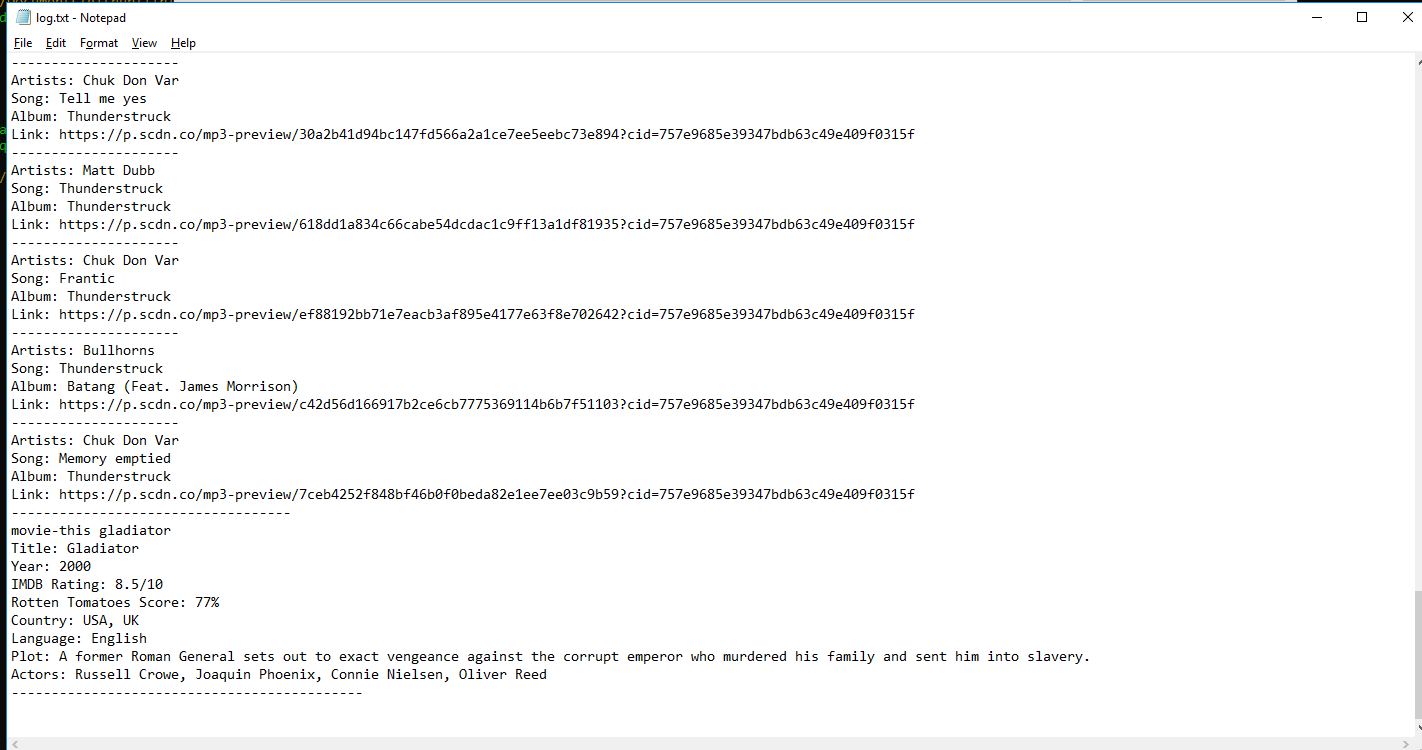 log.txt - Notepad
File Edit Format View Help
---------------------
Artists: Chuk Don Var
Song: Tell me yes
Album: Thunderstruck
Link: https://p.scdn.co/mp3-preview/30a2b41d94bc147fd566a2a1ce7ee5eebc73e894?cid=757e9685e39347bdb63c49e409f0315f
---------------------
Artists: Matt Dubb
Song: Thunderstruck
Album: Thunderstruck
Link: https://p.scdn.co/mp3-preview/618dd1a834c66cabe54dcdac1c9ff13a1df81935?cid=757e9685e39347bdb63c49e409f0315f
---------------------
Artists: Chuk Don Var
Song: Frantic
Album: Thunderstruck
Link: https://p.scdn.co/mp3-preview/ef88192bb71e7eacb3af895e4177e63f8e702642?cid=757e9685e39347bdb63c49e409f0315f
---------------------
Artists: Bullhorns
Song: Thunderstruck
Album: Batang (Feat. James Morrison)
Link: https://p.scdn.co/mp3-preview/c42d56d166917b2ce6cb7775369114b6b7f51103?cid=757e9685e39347bdb63c49e409f0315f
---------------------
Artists: Chuk Don Var
Song: Memory emptied
Album: Thunderstruck
Link: https://p.scdn.co/mp3-preview/7ceb4252f848bf46b0f0beda82e1ee7ee03c9b59?cid=757e9685e39347bdb63c49e409f0315f
-----------------------------------
movie-this gladiator
Title: Gladiator
Year: 2000
IMDB Rating: 8.5/10
Rotten Tomatoes Score: 77%
Country: USA, UK
Language: English
Plot: A former Roman General sets out to exact vengeance against the corrupt emperor who murdered his family and sent him into slavery.
Actors: Russell Crowe, Joaquin Phoenix, Connie Nielsen, Oliver Reed
--------------------------------------------